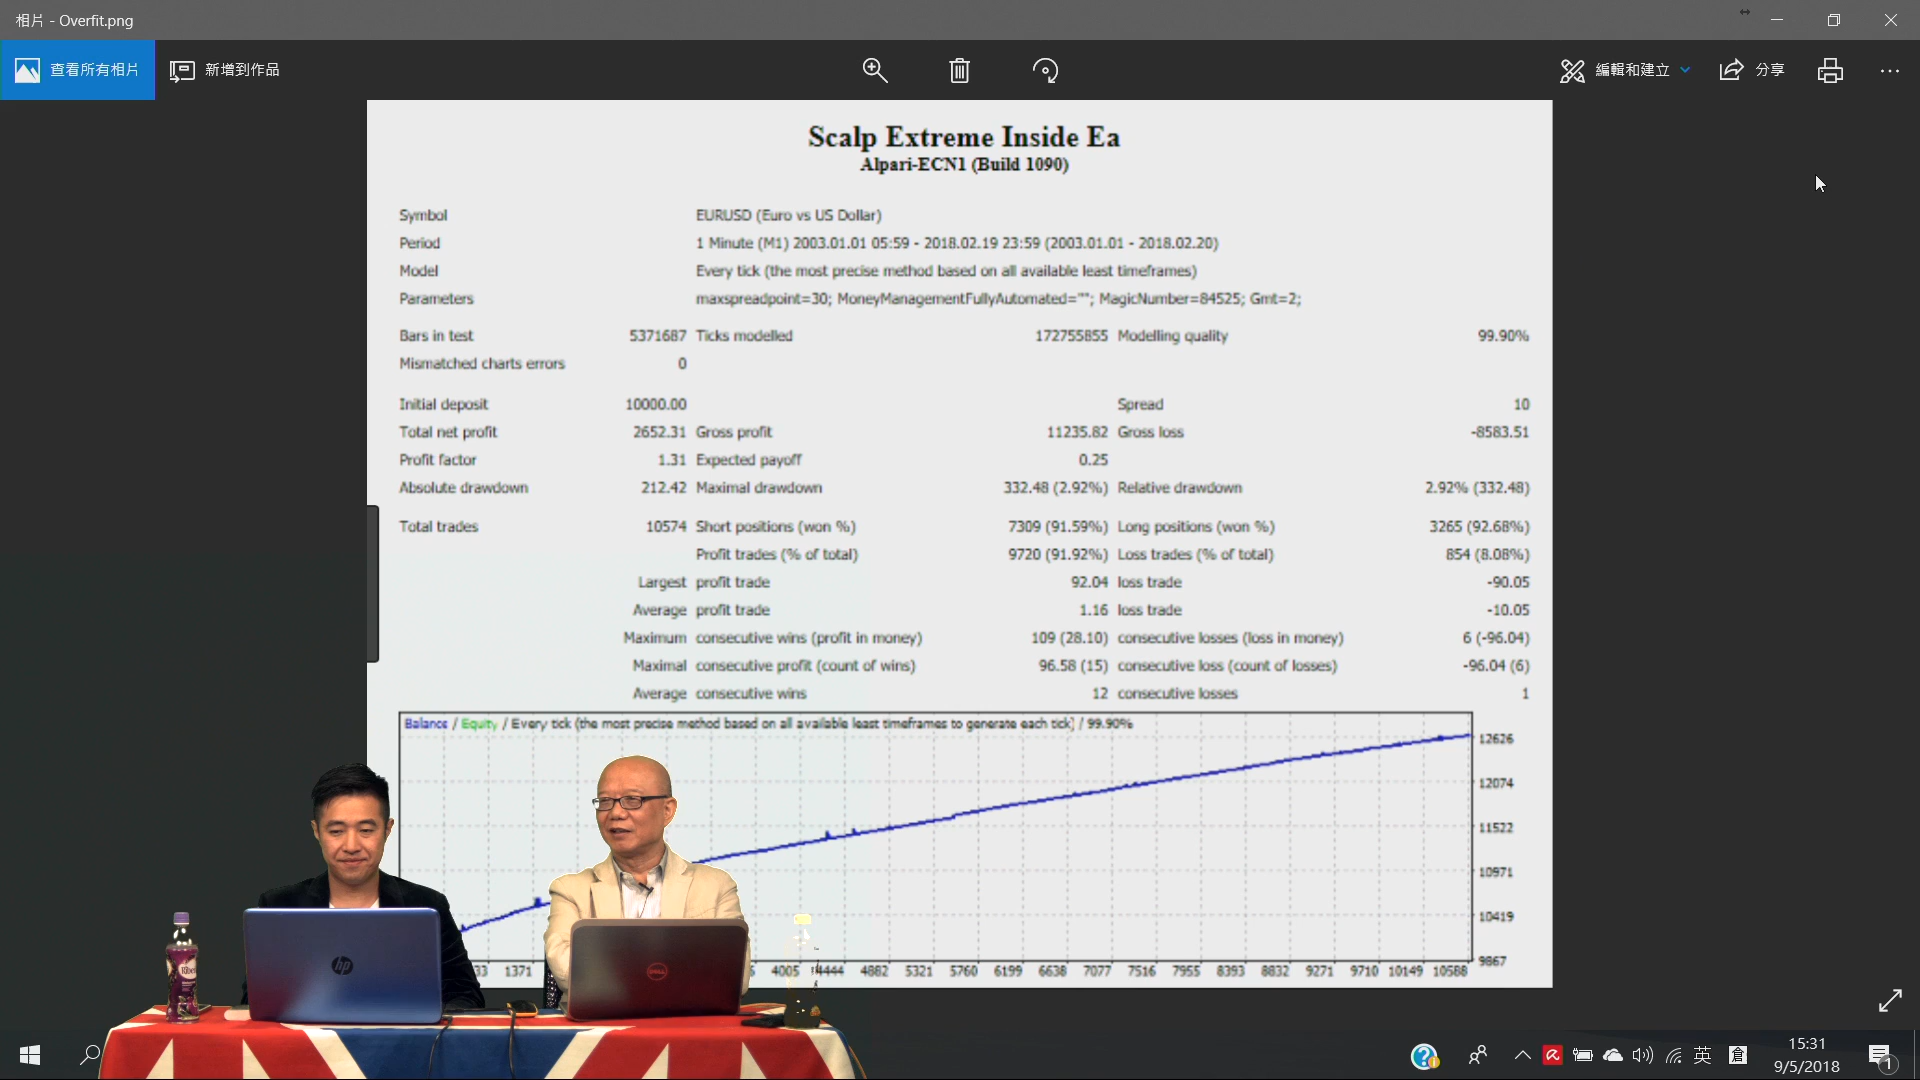 相片 - Overfit.png
查看所有相片 新增到作品 編輯和建立 分享
Scalp Extreme Inside Ea
Alpari-ECN1 (Build 1090)
Symbol EURUSD (Euro vs US Dollar)
Period 1 Minute (M1) 2003.01.01 05:59 - 2018.02.19 23:59 (2003.01.01 - 2018.02.20)
Model Every tick (the most precise method based on all available least timeframes)
Parameters maxspreadpoint=30; MoneyManagementFullyAutomated=""; MagicNumber=84525; Gmt=2;
Bars in test 5371687 Ticks modelled 172755855 Modelling quality 99.90%
Mismatched charts errors 0
Initial deposit 10000.00 Spread 10
Total net profit 2652.31 Gross profit 11235.82 Gross loss -8583.51
Profit factor 1.31 Expected payoff 0.25
Absolute drawdown 212.42 Maximal drawdown 332.48 (2.92%) Relative drawdown 2.92% (332.48)
Total trades 10574 Short positions (won %) 7309 (91.59%) Long positions (won %) 3265 (92.68%)
Profit trades (% of total) 9720 (91.92%) Loss trades (% of total) 854 (8.08%)
Largest profit trade 92.04 loss trade -90.05
Average profit trade 1.16 loss trade -10.05
Maximum consecutive wins (profit in money) 109 (28.10) consecutive losses (loss in money) 6 (-96.04)
Maximal consecutive profit (count of wins) 96.58 (15) consecutive loss (count of losses) -96.04 (6)
Average consecutive wins 12 consecutive losses 1
Balance / Equity / Every tick (the most precise method based on all available least timeframes to generate each tick) / 99.90%
12626
12074
11522
10971
10419
9867
1371 4005 4444 4882 5321 5760 6199 6638 7077 7516 7955 8393 8832 9271 9710 10149 10588
hp
DELL
英 倉
15:31
9/5/2018
1